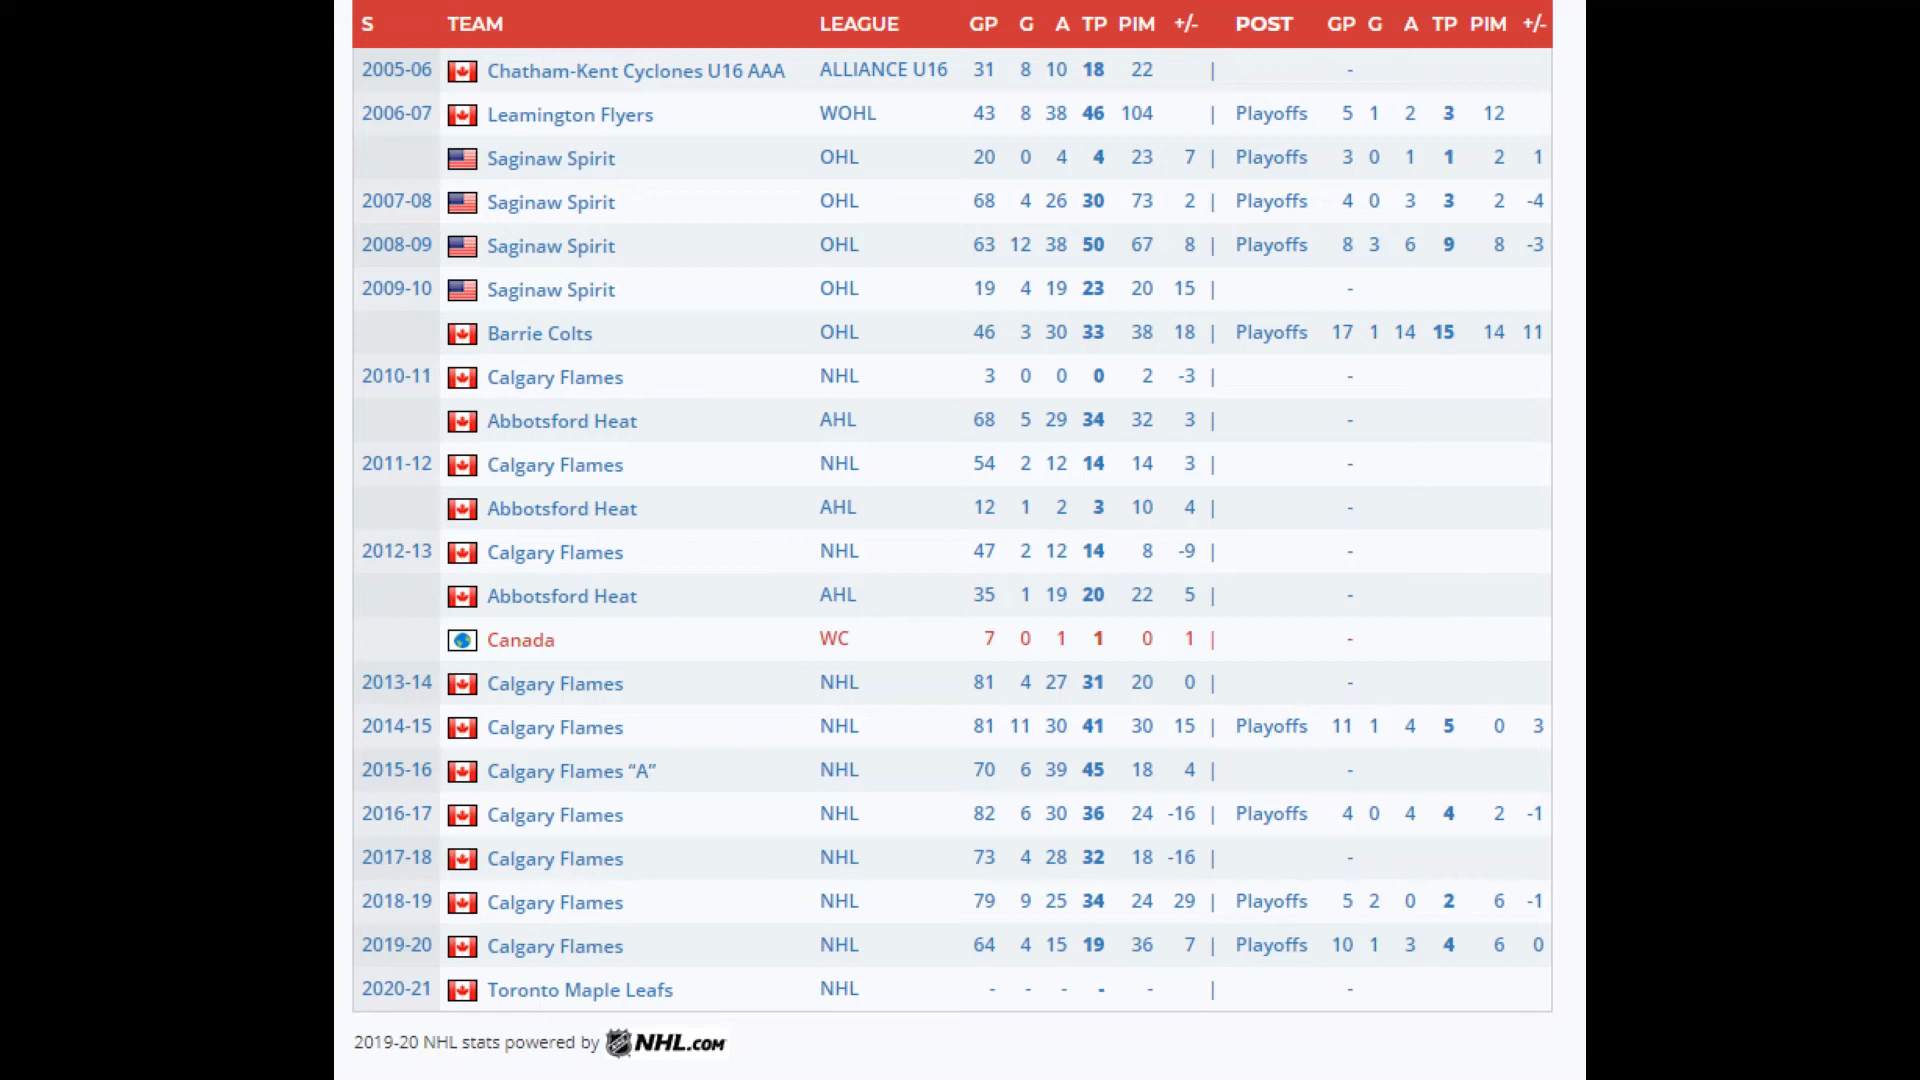 S TEAM LEAGUE GP G A TP PIM +/- POST GP G A TP PIM +/-
2005-06 Chatham-Kent Cyclones U16 AAA ALLIANCE U16 31 8 10 18 22 | -
2006-07 Leamington Flyers WOHL 43 8 38 46 104 | Playoffs 5 1 2 3 12
Saginaw Spirit OHL 20 0 4 4 23 7 | Playoffs 3 0 1 1 2 1
2007-08 Saginaw Spirit OHL 68 4 26 30 73 2 | Playoffs 4 0 3 3 2 -4
2008-09 Saginaw Spirit OHL 63 12 38 50 67 8 | Playoffs 8 3 6 9 8 -3
2009-10 Saginaw Spirit OHL 19 4 19 23 20 15 | -
Barrie Colts OHL 46 3 30 33 38 18 | Playoffs 17 1 14 15 14 11
2010-11 Calgary Flames NHL 3 0 0 0 2 -3 | -
Abbotsford Heat AHL 68 5 29 34 32 3 | -
2011-12 Calgary Flames NHL 54 2 12 14 14 3 | -
Abbotsford Heat AHL 12 1 2 3 10 4 | -
2012-13 Calgary Flames NHL 47 2 12 14 8 -9 | -
Abbotsford Heat AHL 35 1 19 20 22 5 | -
Canada WC 7 0 1 1 0 1 | -
2013-14 Calgary Flames NHL 81 4 27 31 20 0 | -
2014-15 Calgary Flames NHL 81 11 30 41 30 15 | Playoffs 11 1 4 5 0 3
2015-16 Calgary Flames “A” NHL 70 6 39 45 18 4 | -
2016-17 Calgary Flames NHL 82 6 30 36 24 -16 | Playoffs 4 0 4 4 2 -1
2017-18 Calgary Flames NHL 73 4 28 32 18 -16 | -
2018-19 Calgary Flames NHL 79 9 25 34 24 29 | Playoffs 5 2 0 2 6 -1
2019-20 Calgary Flames NHL 64 4 15 19 36 7 | Playoffs 10 1 3 4 6 0
2020-21 Toronto Maple Leafs NHL - - - - - | -
2019-20 NHL stats powered by NHL.COM